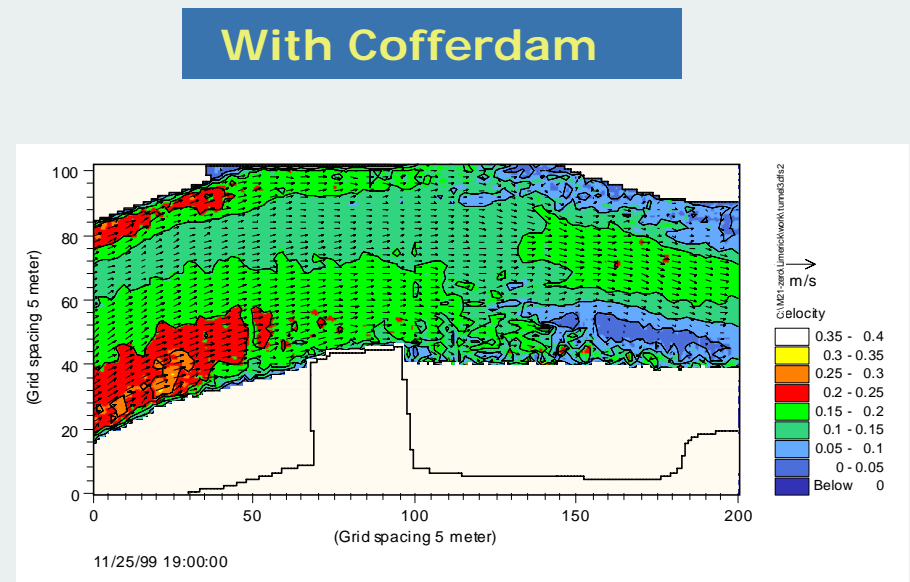 With Cofferdam
100
80
60
40
20
0
(Grid spacing 5 meter)
0 50 100 150 200
(Grid spacing 5 meter)
11/25/99 19:00:00
m/s
elocity
0.35 - 0.4
0.3 - 0.35
0.25 - 0.3
0.2 - 0.25
0.15 - 0.2
0.1 - 0.15
0.05 - 0.1
0 - 0.05
Below 0